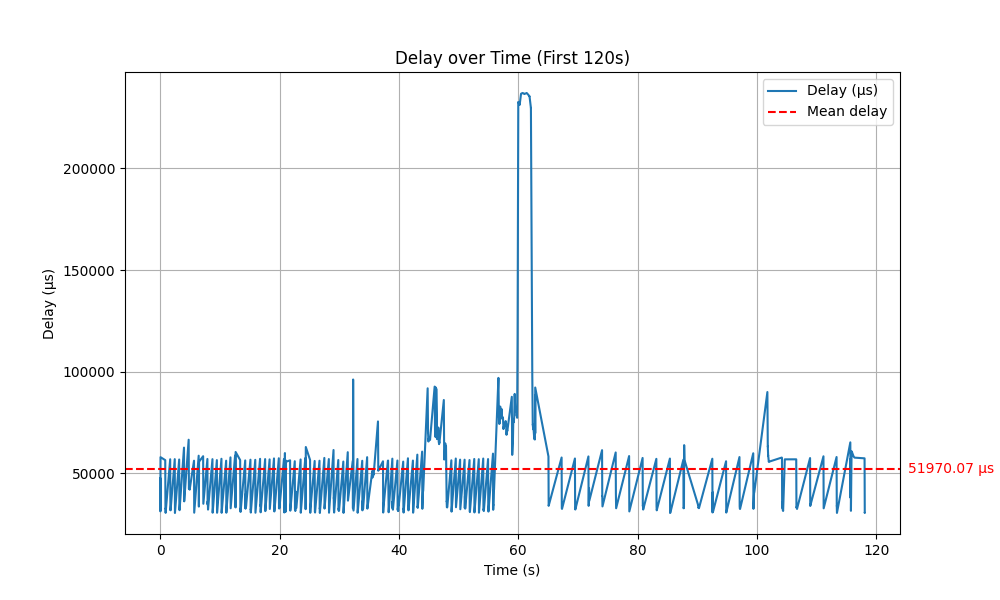 Delay over Time (First 120s)
Delay (µs)
Mean delay
200000
150000
100000
50000
51970.07 µs
Delay (µs)
0 20 40 60 80 100 120
Time (s)